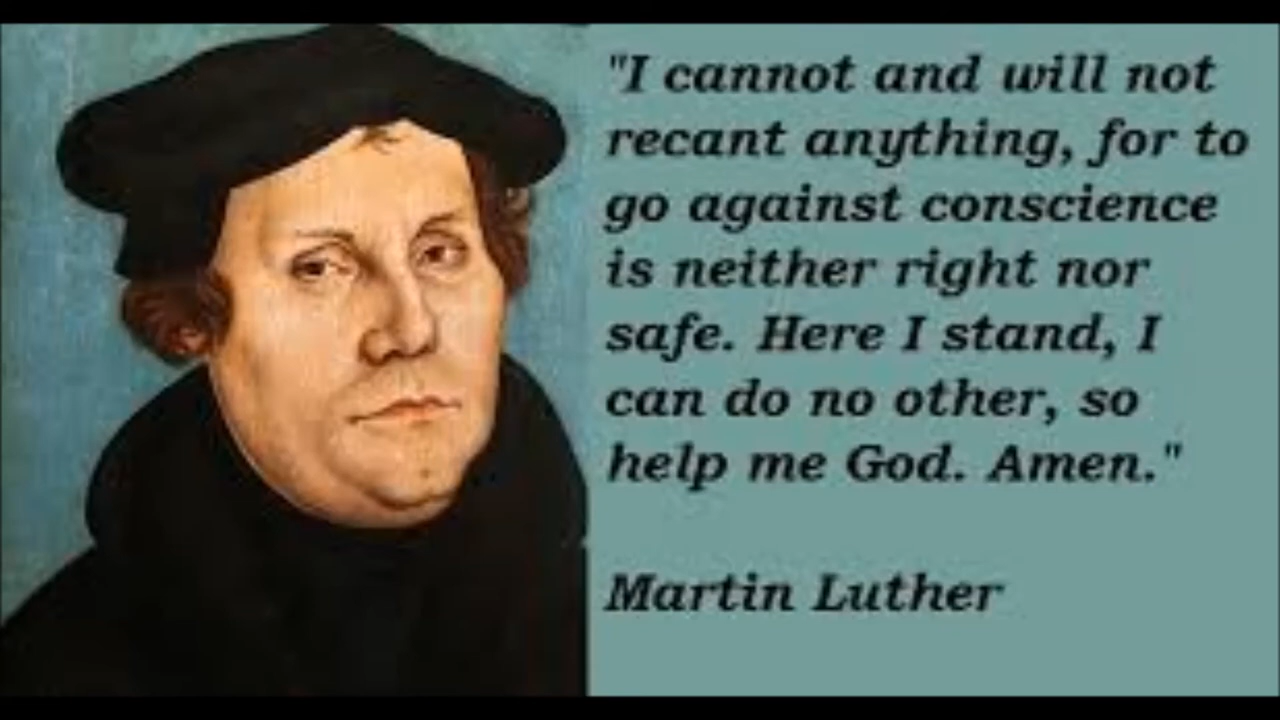 "I cannot and will not
recant anything, for to
go against conscience
is neither right nor
safe. Here I stand, I
can do no other, so
help me God. Amen."
Martin Luther